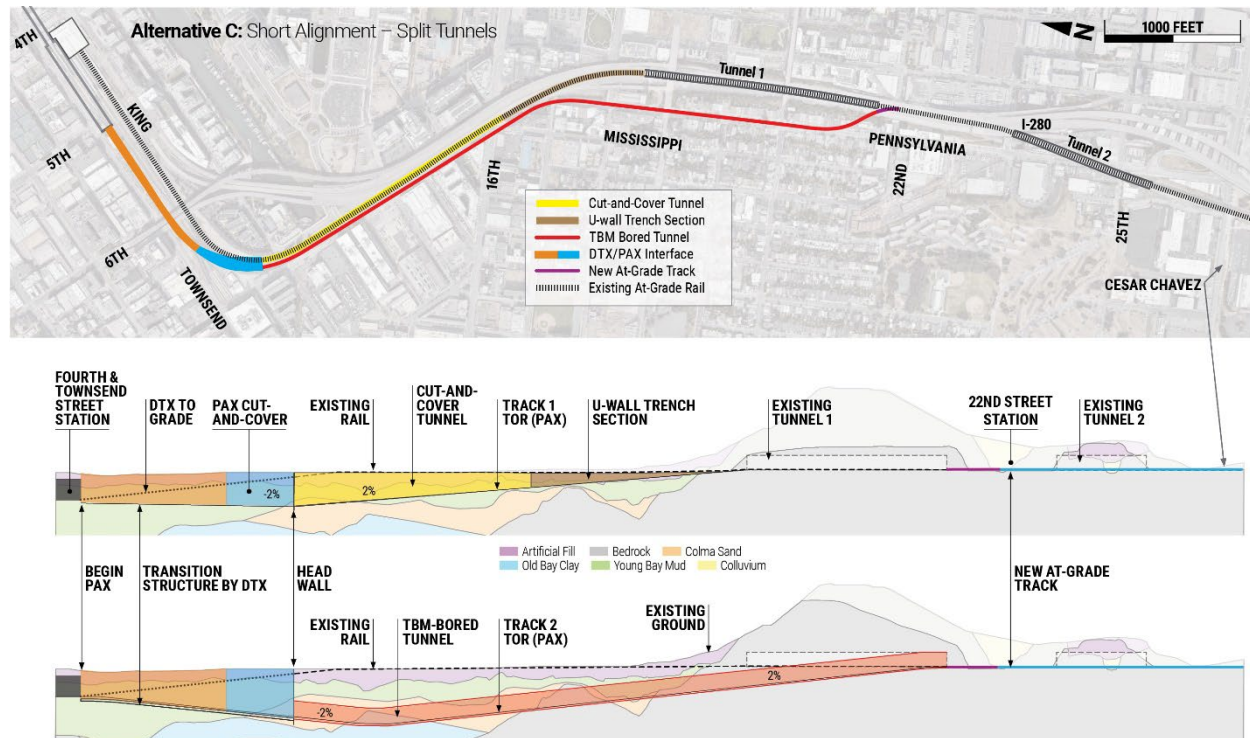 Alternative C: Short Alignment – Split Tunnels
N
1000 FEET
4TH
KING
5TH
6TH
TOWNSEND
16TH
Tunnel 1
MISSISSIPPI
PENNSYLVANIA
22ND
I-280
Tunnel 2
25TH
CESAR CHAVEZ
Cut-and-Cover Tunnel
U-wall Trench Section
TBM Bored Tunnel
DTX/PAX Interface
New At-Grade Track
Existing At-Grade Rail
FOURTH &
TOWNSEND
STREET
STATION
DTX TO
GRADE
PAX CUT-
AND-COVER
EXISTING
RAIL
CUT-AND-
COVER
TUNNEL
TRACK 1
TOR (PAX)
U-WALL TRENCH
SECTION
EXISTING
TUNNEL 1
22ND STREET
STATION
EXISTING
TUNNEL 2
-2%
2%
2%
Artificial Fill
Bedrock
Colma Sand
Old Bay Clay
Young Bay Mud
Colluvium
BEGIN
PAX
TRANSITION
STRUCTURE BY DTX
HEAD
WALL
NEW AT-GRADE
TRACK
EXISTING
RAIL
TBM-BORED
TUNNEL
TRACK 2
TOR (PAX)
EXISTING
GROUND
-2%
2%